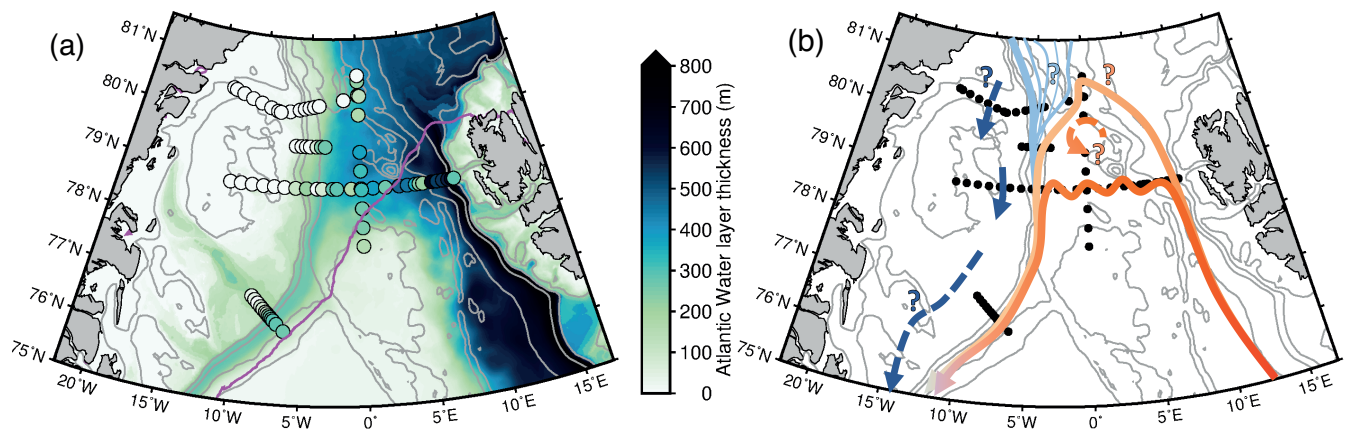 (a)
81˚N
80˚N
79˚N
78˚N
77˚N
76˚N
75˚N
20˚W
15˚W
10˚W
5˚W
0˚
5˚E
10˚E
15˚E
800
700
600
500
400
300
200
100
0
Atlantic Water layer thickness (m)
(b)
81˚N
80˚N
79˚N
78˚N
77˚N
76˚N
75˚N
20˚W
15˚W
10˚W
5˚W
0˚
5˚E
10˚E
15˚E
?
?
?
?
?